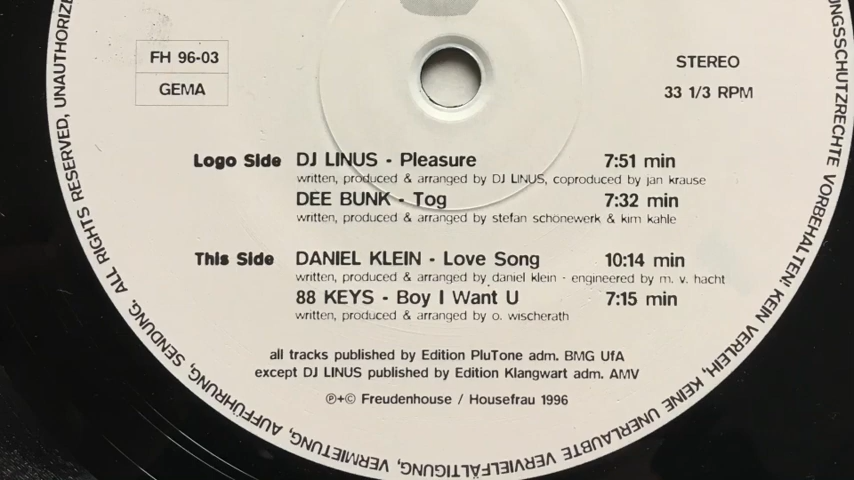 FH 96-03
GEMA
STEREO
33 1/3 RPM
Logo Side DJ LINUS - Pleasure 7:51 min
written, produced & arranged by DJ LINUS, coproduced by jan krause
DEE BUNK - Tog 7:32 min
written, produced & arranged by stefan schonewerk & kim kahle
This Side DANIEL KLEIN - Love Song 10:14 min
written, produced & arranged by daniel klein - engineered by m. v. hacht
88 KEYS - Boy I Want U 7:15 min
written, produced & arranged by o. wischerath
all tracks published by Edition PluTone adm. BMG UfA
except DJ LINUS published by Edition Klangwart adm. AMV
℗+© Freudenhouse / Housefrau 1996
VORBEHALTEN! KEIN VERLEIH, KEINE UNERLAUBTE VERVIELFÄLTIGUNG, VERMIETUNG, AUFFÜHRUNG, SENDUNG. ALL RIGHTS RESERVED,